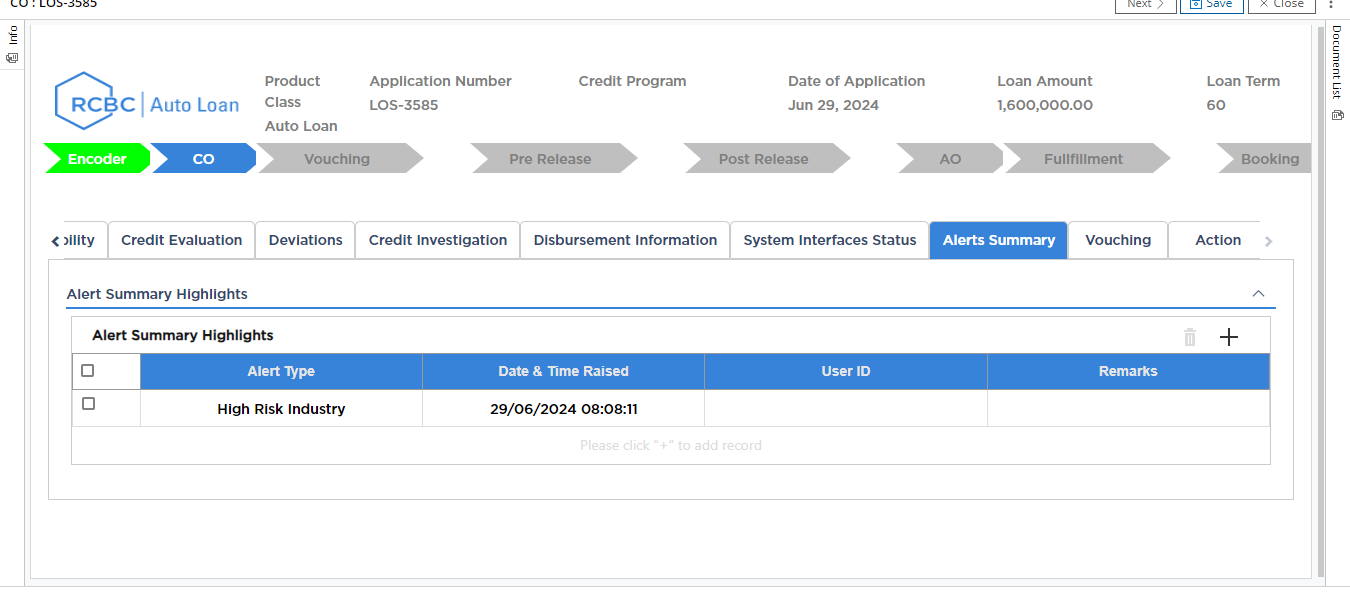 CO : LOS-3585
Next
Save
Close
Info
Document List
RCBC | Auto Loan
Product Class
Auto Loan
Application Number
LOS-3585
Credit Program
Date of Application
Jun 29, 2024
Loan Amount
1,600,000.00
Loan Term
60
Encoder CO Vouching Pre Release Post Release AO Fullfillment Booking
bility Credit Evaluation Deviations Credit Investigation Disbursement Information System Interfaces Status Alerts Summary Vouching Action
Alert Summary Highlights
Alert Summary Highlights
Alert Type Date & Time Raised User ID Remarks
High Risk Industry 29/06/2024 08:08:11
Please click "+" to add record